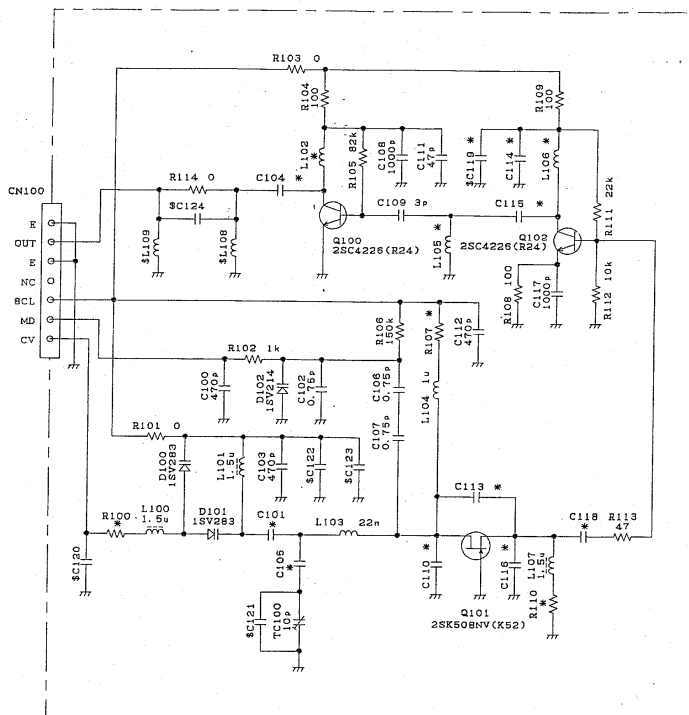 R103 0
R104
100
R109
100
L102
*
R105 82k
C108
1000p
C111
47p
$C119 *
C114 *
L106
*
CN100
R114 0
C104 *
$C124
$L109
$L108
E
OUT
E
NC
BCL
MD
CV
Q100
2SC4226(R24)
C109 3p
C115 *
*
L105
Q102
2SC4226(R24)
R111 22k
R108 100
C117
1000p
R112 10k
R106
150k
R107 *
C112
470p
R102 1k
C100
470p
D102
1SV214
C102
0.75p
C106
0.75p
C107
0.75p
L104 1u
R101 0
D100
1SV283
L101
1.5u
C103
470p
$C122
$C123
R100 *
L100
1.5u
D101
1SV283
C101
*
L103 22n
C113 *
C118
*
R113
47
$C120
C105
*
C110 *
C116 *
L107
1.5u
R110
*
$C121
TC100
10p
Q101
2SK508NV(K52)